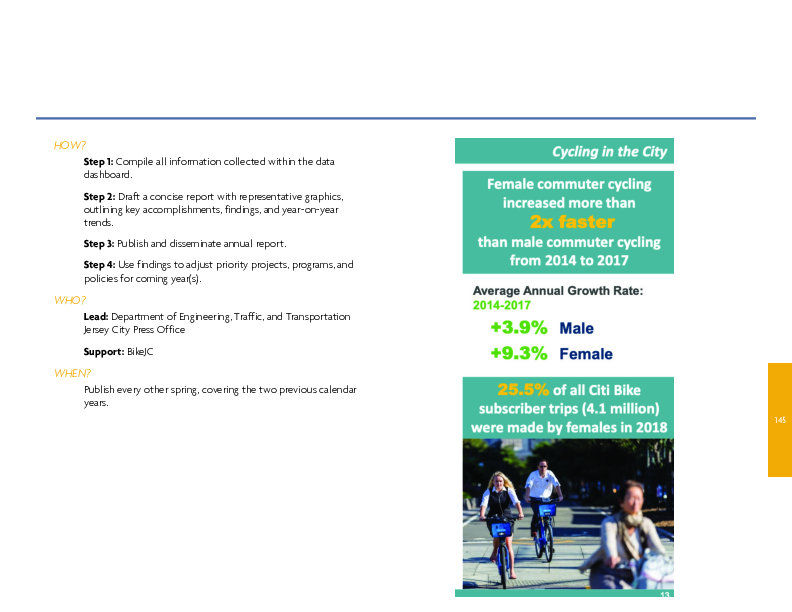 HOW?
Step 1: Compile all information collected within the data
dashboard.
Step 2: Draft a concise report with representative graphics,
outlining key accomplishments, findings, and year-on-year
trends.
Step 3: Publish and disseminate annual report.
Step 4: Use findings to adjust priority projects, programs, and
policies for coming year(s).
WHO?
Lead: Department of Engineering, Traffic, and Transportation
Jersey City Press Office
Support: BikeJC
WHEN?
Publish every other spring, covering the two previous calendar
years.
Cycling in the City
Female commuter cycling
increased more than
2x faster
than male commuter cycling
from 2014 to 2017
Average Annual Growth Rate:
2014-2017
+3.9% Male
+9.3% Female
25.5% of all Citi Bike
subscriber trips (4.1 million)
were made by females in 2018
13
145